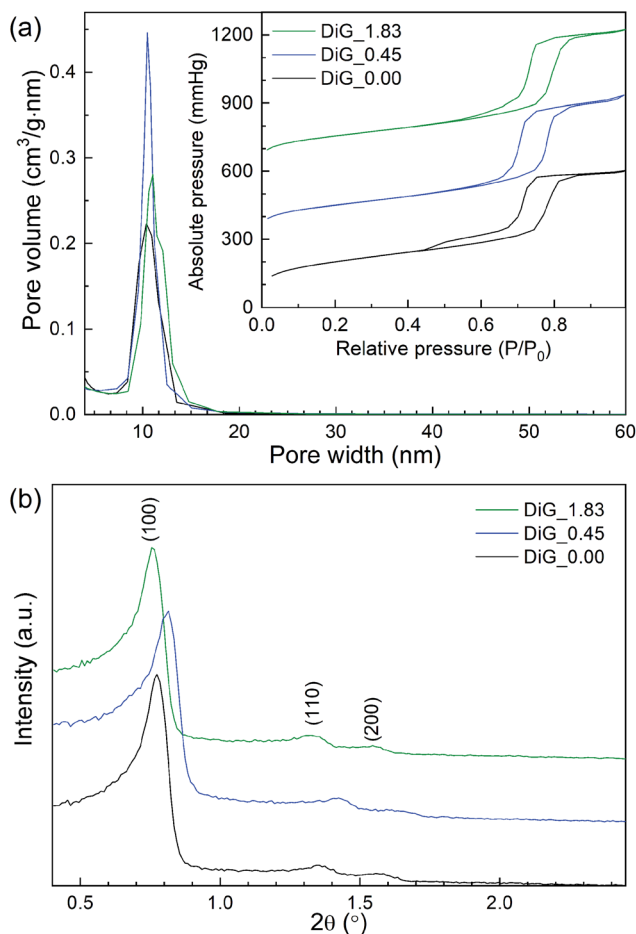 (a)
DiG_1.83
DiG_0.45
DiG_0.00
Pore volume (cm³/g·nm)
0.4
0.3
0.2
0.1
0.0
10 20 30 40 50 60
Pore width (nm)
Absolute pressure (mmHg)
1200
900
600
300
0
0.0 0.2 0.4 0.6 0.8
Relative pressure (P/P₀)
(b)
DiG_1.83
DiG_0.45
DiG_0.00
(100)
(110)
(200)
Intensity (a.u.)
0.5 1.0 1.5 2.0
2θ (°)